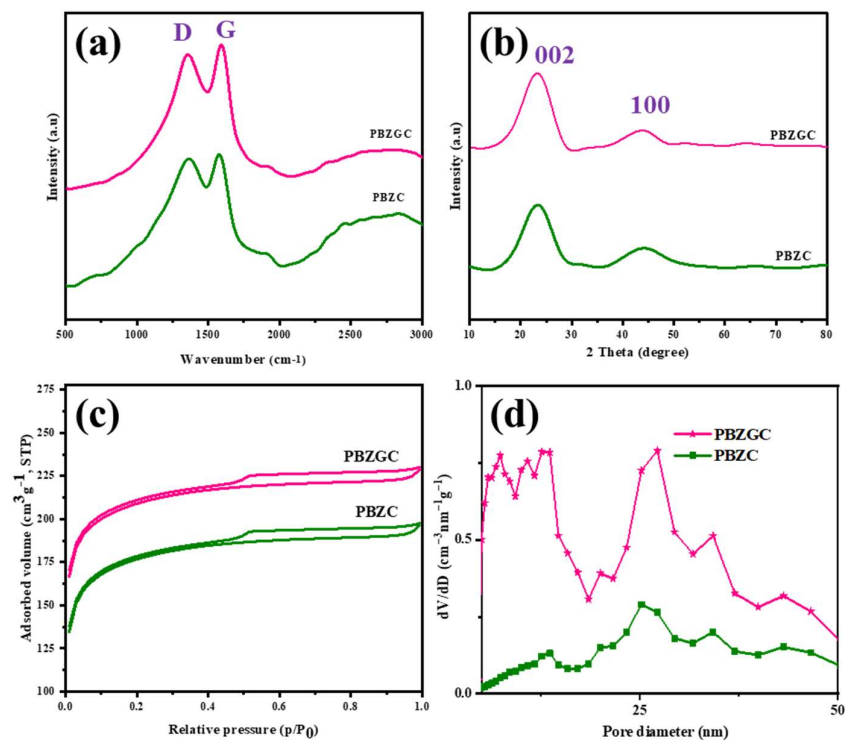 (a)
D
G
PBZGC
PBZC
Intensity (a.u)
500
1000
1500
2000
2500
3000
Wavenumber (cm-1)
(b)
002
100
PBZGC
PBZC
Intensity (a.u)
10
20
30
40
50
60
70
80
2 Theta (degree)
(c)
275
250
225
200
175
150
125
100
PBZGC
PBZC
Adsorbed volume (cm3g-1, STP)
0.0
0.2
0.4
0.6
0.8
1.0
Relative pressure (p/P0)
(d)
PBZGC
PBZC
1.0
0.5
0.0
dV/dD (cm−3nm−1g−1)
25
50
Pore diameter (nm)